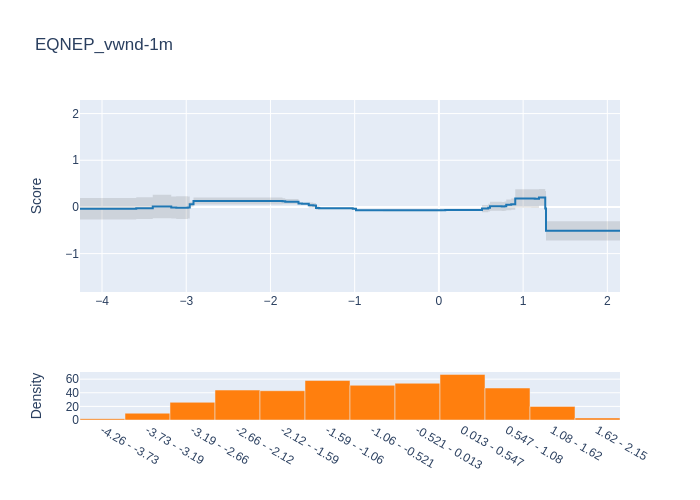 EQNEP_vwnd-1m
Score
2
1
0
−1
−4
−3
−2
−1
0
1
2
Density
60
40
20
0
-4.26 - -3.73
-3.73 - -3.19
-3.19 - -2.66
-2.66 - -2.12
-2.12 - -1.59
-1.59 - -1.06
-1.06 - -0.521
-0.521 - 0.013
0.013 - 0.547
0.547 - 1.08
1.08 - 1.62
1.62 - 2.15